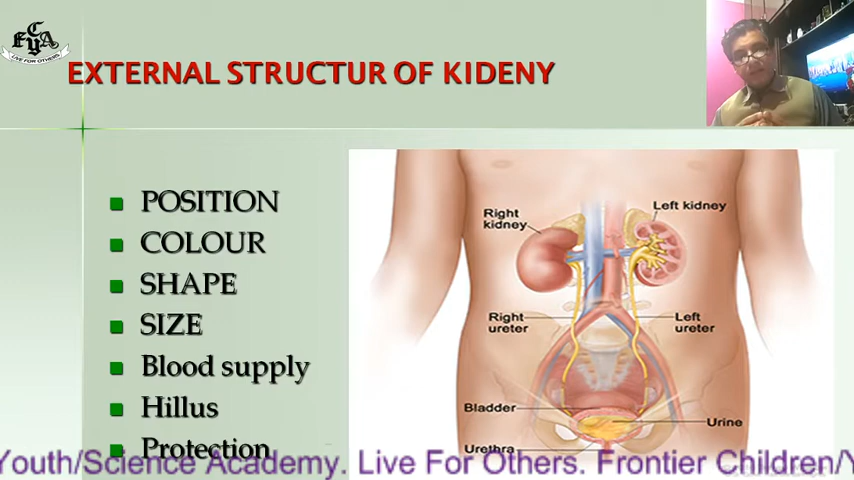 FCYA
LIVE FOR OTHERS
EXTERNAL STRUCTUR OF KIDENY
POSITION
COLOUR
SHAPE
SIZE
Blood supply
Hillus
Protection
Right
kidney
Left kidney
Right
ureter
Left
ureter
Bladder
Urine
Urethra
Youth/Science Academy. Live For Others. Frontier Children/Y